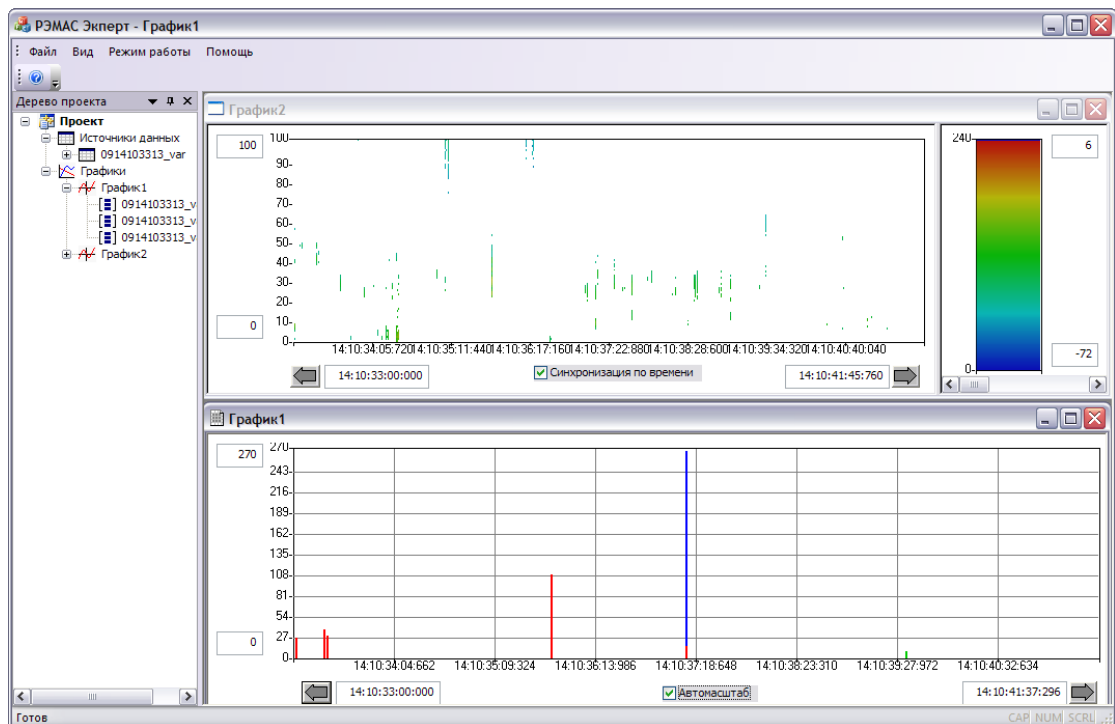 РЭМАС Эксперт - График1
Файл Вид Режим работы Помощь
Дерево проекта
Проект
Источники данных
0914103313_var
Графики
График1
0914103313_v
0914103313_v
0914103313_v
График2
График2
100
0
100
90
80
70
60
50
40
30
20
10
0
14:10:34:05:720 14:10:35:11:440 14:10:36:17:160 14:10:37:22:880 14:10:38:28:600 14:10:39:34:320 14:10:40:40:040
14:10:33:00:000
Синхронизация по времени
14:10:41:45:760
240
0
6
-72
График1
270
0
270
243
216
189
162
135
108
81
54
27
0
14:10:34:04:662 14:10:35:09:324 14:10:36:13:986 14:10:37:18:648 14:10:38:23:310 14:10:39:27:972 14:10:40:32:634
14:10:33:00:000
Автомасштаб
14:10:41:37:296
Готов
CAP NUM SCRL